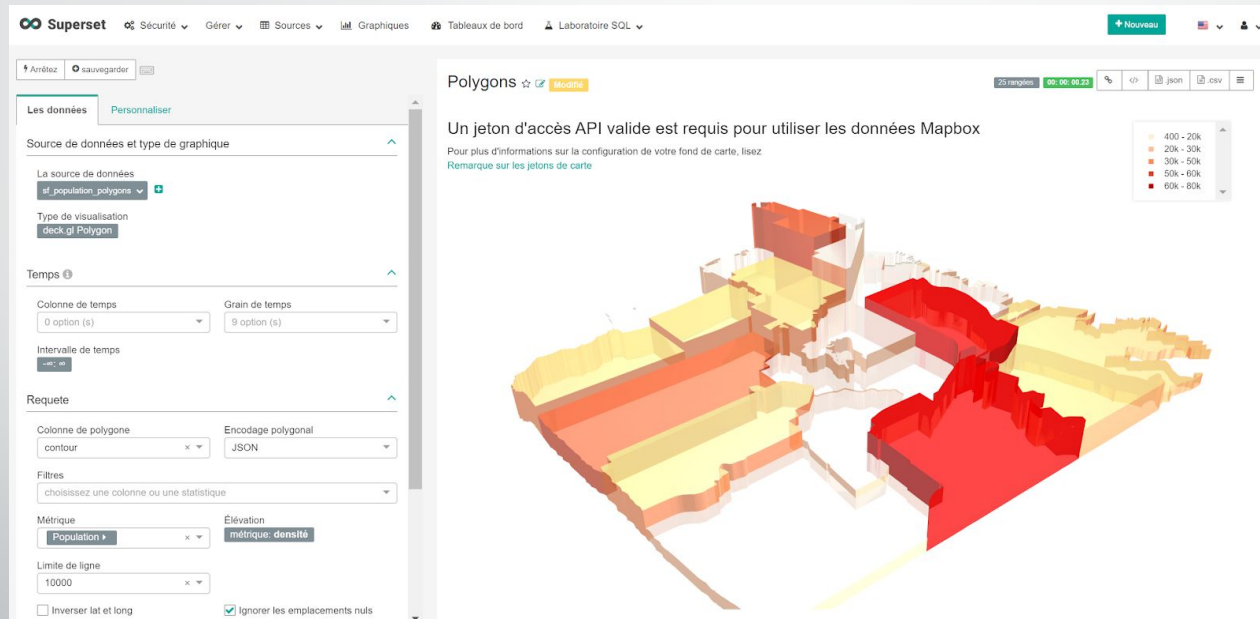 Superset Sécurité Gérer Sources Graphiques Tableaux de bord Laboratoire SQL + Nouveau
Arrêtez sauvegarder
Les données Personnaliser
Source de données et type de graphique
La source de données
sf_population_polygons
Type de visualisation
deck.gl Polygon
Temps
Colonne de temps Grain de temps
0 option (s) 9 option (s)
Intervalle de temps
-∞; ∞
Requete
Colonne de polygone Encodage polygonal
contour × JSON
Filtres
choisissez une colonne ou une statistique
Métrique Élévation
Population × métrique: densité
Limite de ligne
10000 ×
Inverser lat et long Ignorer les emplacements nuls
Polygons Modifié 25 rangées 00: 00: 00.23 </> .json .csv
Un jeton d'accès API valide est requis pour utiliser les données Mapbox
Pour plus d'informations sur la configuration de votre fond de carte, lisez
Remarque sur les jetons de carte
400 - 20k
20k - 30k
30k - 50k
50k - 60k
60k - 80k